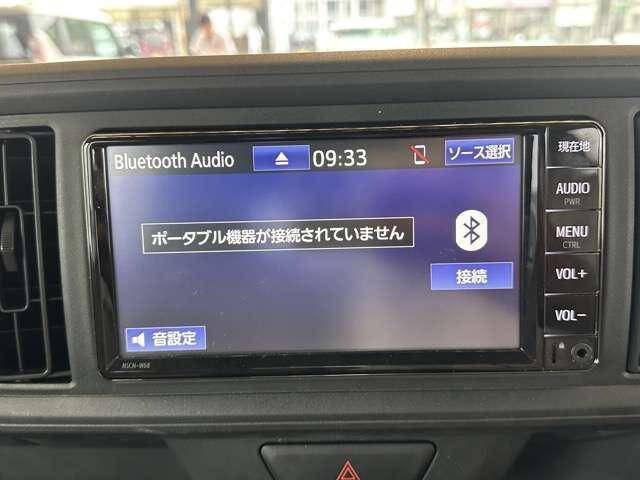 Bluetooth Audio
09:33
ソース選択
ポータブル機器が接続されていません
接続
音設定
NSCN-W68
現在地
AUDIO
PWR
MENU
CTRL
VOL+
VOL-